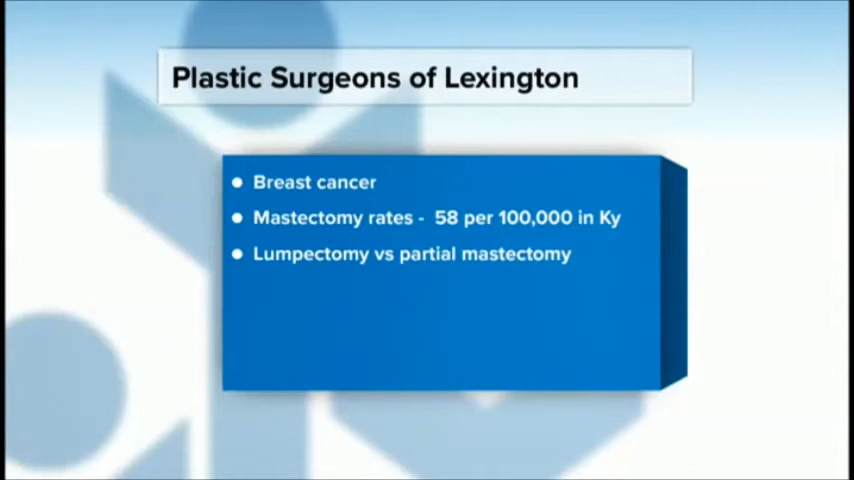 Plastic Surgeons of Lexington
Breast cancer
Mastectomy rates - 58 per 100,000 in Ky
Lumpectomy vs partial mastectomy